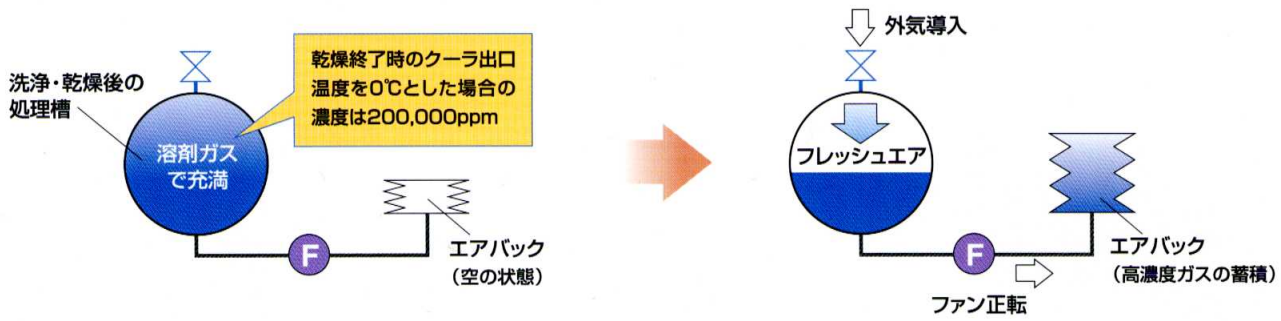 洗浄・乾燥後の
処理槽
溶剤ガス
で充満
乾燥終了時のクーラ出口
温度を0℃とした場合の
濃度は200,000ppm
F
エアバック
(空の状態)
外気導入
フレッシュエア
F
ファン正転
エアバック
(高濃度ガスの蓄積)